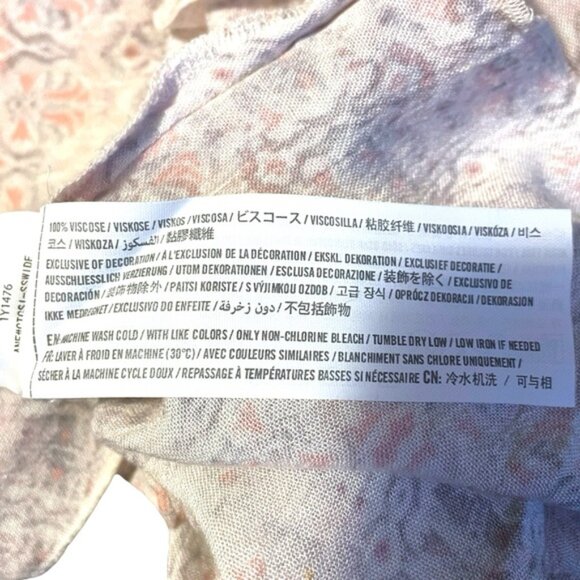 100% VISCOSE / VISKOSE / VISKOS / VISCOSA / ビスコース / VISCOSILLA / 粘胶纤维 / VISKOOSIA / VISKÓZA / 비스
코스 / WISKOZA / الفسكوز / 黏膠纖維
EXCLUSIVE OF DECORATION / À L'EXCLUSION DE LA DÉCORATION / EKSKL. DEKORATION / EXCLUSIEF DECORATIE /
AUSSCHLIESSLICH VERZIERUNG / UTOM DEKORATIONEN / ESCLUSA DECORAZIONE / 装飾を除く / EXCLUSIVO DE
DECORACIÓN / 装饰物除外 / PAITSI KORISTE / S VÝJIMKOU OZDOB / 고급 장식 / OPRÓCZ DEKORACJI / DEKORASJON
IKKE MEDREGNET / EXCLUSIVO DO ENFEITE / دون زخرفة / 不包括飾物
EN: MACHINE WASH COLD / WITH LIKE COLORS / ONLY NON-CHLORINE BLEACH / TUMBLE DRY LOW / LOW IRON IF NEEDED
FR: LAVER À FROID EN MACHINE (30°C) / AVEC COULEURS SIMILAIRES / BLANCHIMENT SANS CHLORE UNIQUEMENT /
SÉCHER À LA MACHINE CYCLE DOUX / REPASSAGE À TEMPÉRATURES BASSES SI NÉCESSAIRE CN: 冷水机洗 / 可与相
1Y1476